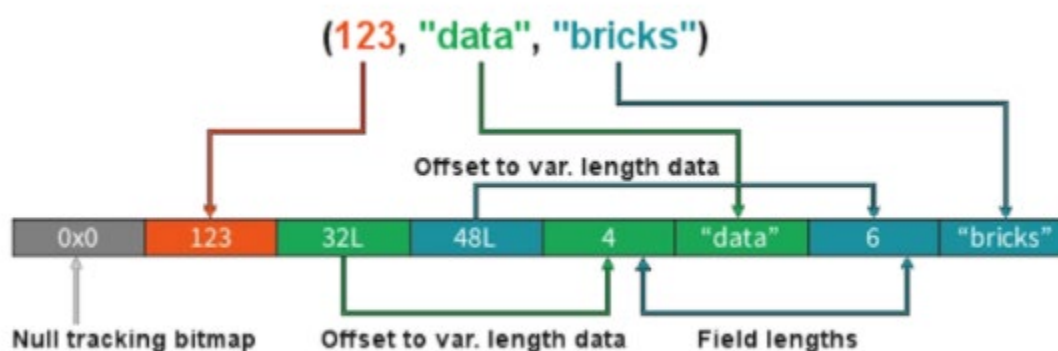 (123, "data", "bricks")
Offset to var. length data
0x0 123 32L 48L 4 “data” 6 “bricks”
Null tracking bitmap Offset to var. length data Field lengths